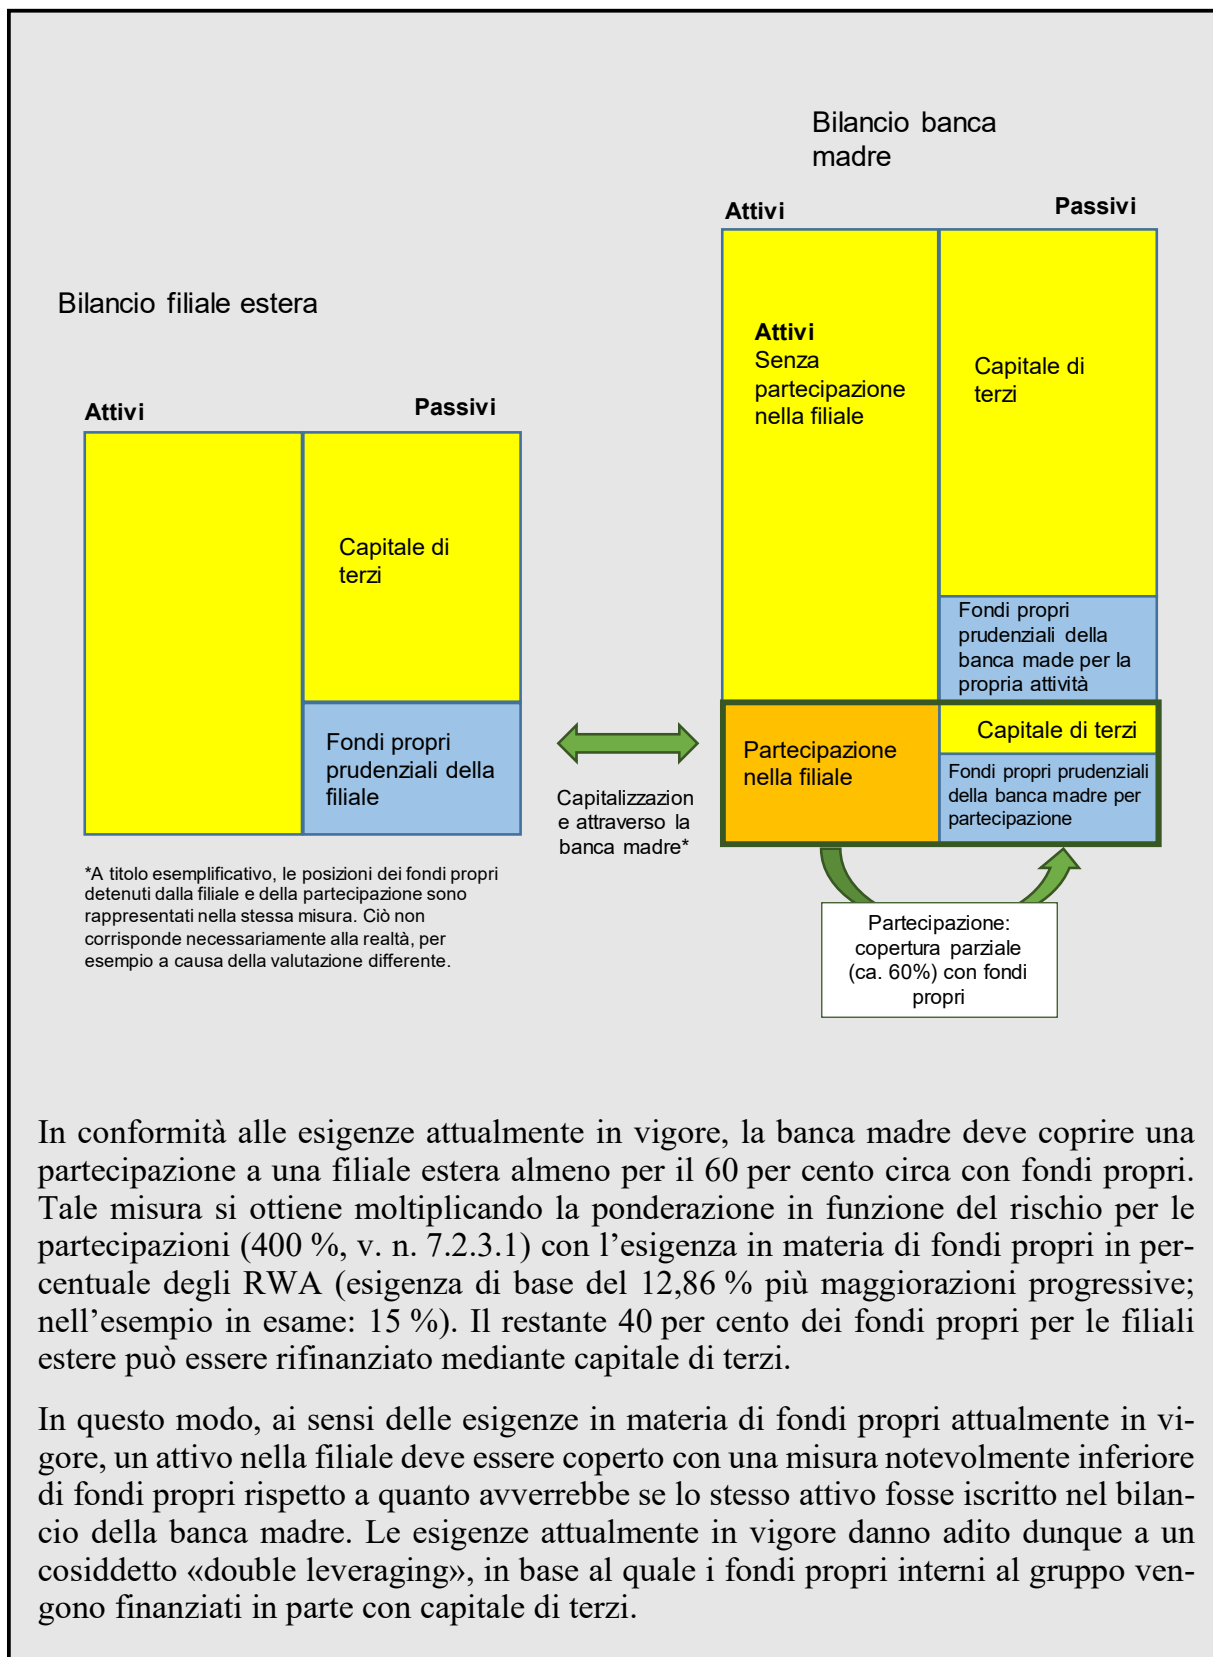 Bilancio banca
madre
Attivi
Passivi
Attivi
Senza
partecipazione
nella filiale
Capitale di
terzi
Fondi propri
prudenziali della
banca made per la
propria attività
Partecipazione
nella filiale
Capitale di terzi
Fondi propri prudenziali
della banca madre per
partecipazione
Bilancio filiale estera
Attivi
Passivi
Capitale di
terzi
Fondi propri
prudenziali della
filiale
Capitalizzazion
e attraverso la
banca madre*
*A titolo esemplificativo, le posizioni dei fondi propri
detenuti dalla filiale e della partecipazione sono
rappresentati nella stessa misura. Ciò non
corrisponde necessariamente alla realtà, per
esempio a causa della valutazione differente.
Partecipazione:
copertura parziale
(ca. 60%) con fondi
propri
In conformità alle esigenze attualmente in vigore, la banca madre deve coprire una
partecipazione a una filiale estera almeno per il 60 per cento circa con fondi propri.
Tale misura si ottiene moltiplicando la ponderazione in funzione del rischio per le
partecipazioni (400 %, v. n. 7.2.3.1) con l’esigenza in materia di fondi propri in per-
centuale degli RWA (esigenza di base del 12,86 % più maggiorazioni progressive;
nell’esempio in esame: 15 %). Il restante 40 per cento dei fondi propri per le filiali
estere può essere rifinanziato mediante capitale di terzi.
In questo modo, ai sensi delle esigenze in materia di fondi propri attualmente in vi-
gore, un attivo nella filiale deve essere coperto con una misura notevolmente inferiore
di fondi propri rispetto a quanto avverrebbe se lo stesso attivo fosse iscritto nel bilan-
cio della banca madre. Le esigenze attualmente in vigore danno adito dunque a un
cosiddetto «double leveraging», in base al quale i fondi propri interni al gruppo ven-
gono finanziati in parte con capitale di terzi.